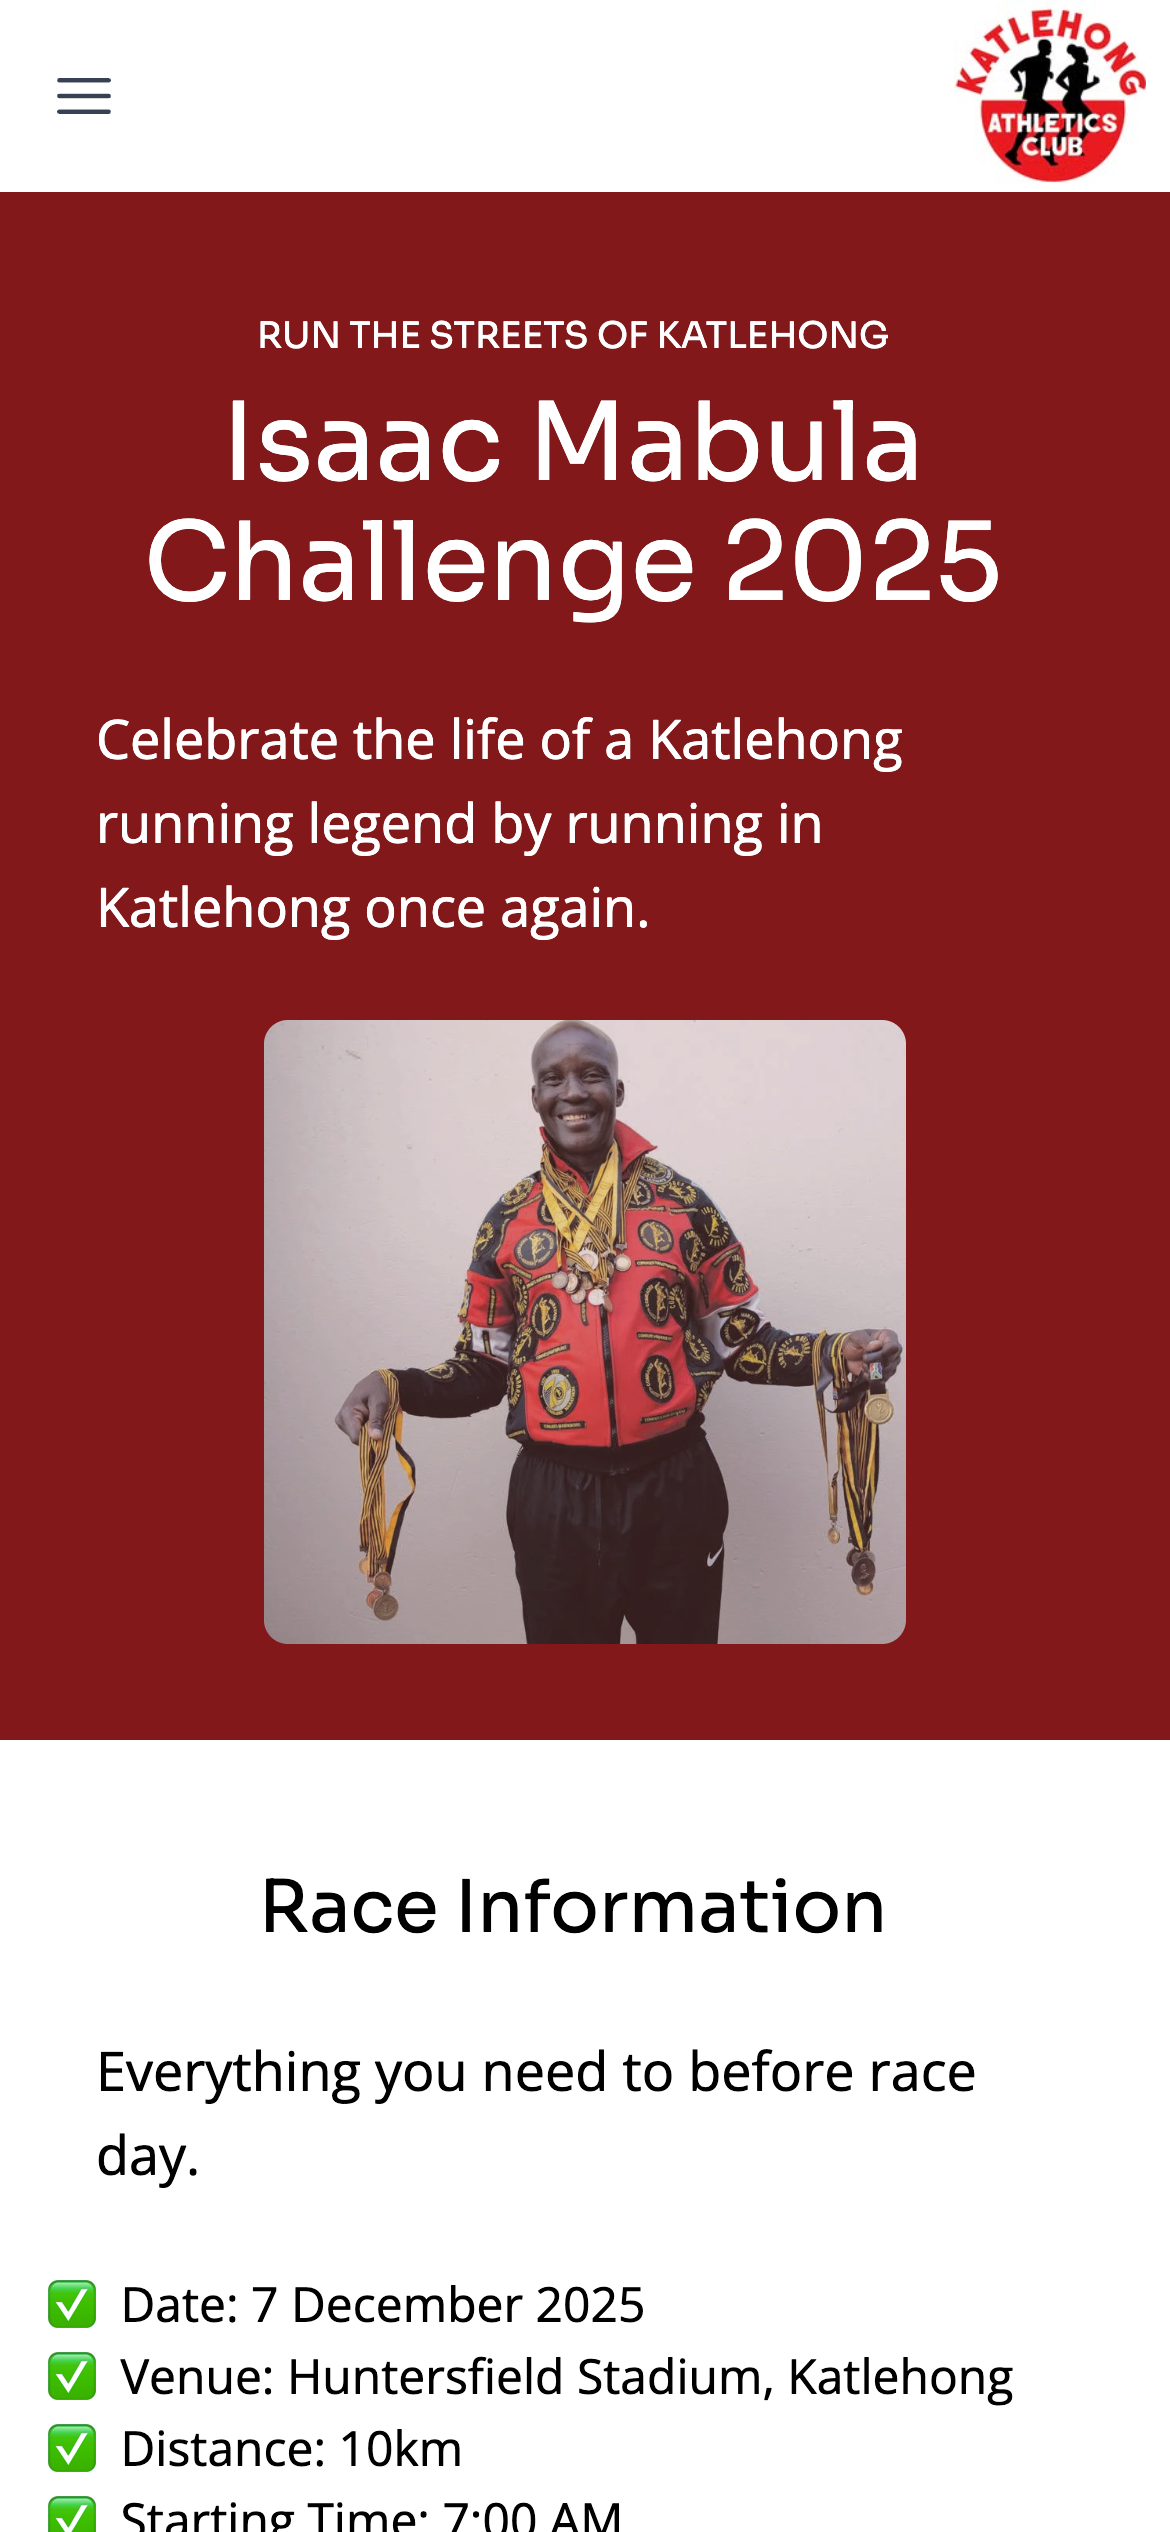 KATLEHONG
ATHLETICS
CLUB
RUN THE STREETS OF KATLEHONG
Isaac Mabula
Challenge 2025
Celebrate the life of a Katlehong
running legend by running in
Katlehong once again.
Race Information
Everything you need to before race
day.
✅ Date: 7 December 2025
✅ Venue: Huntersfield Stadium, Katlehong
✅ Distance: 10km
✅ Starting Time: 7:00 AM